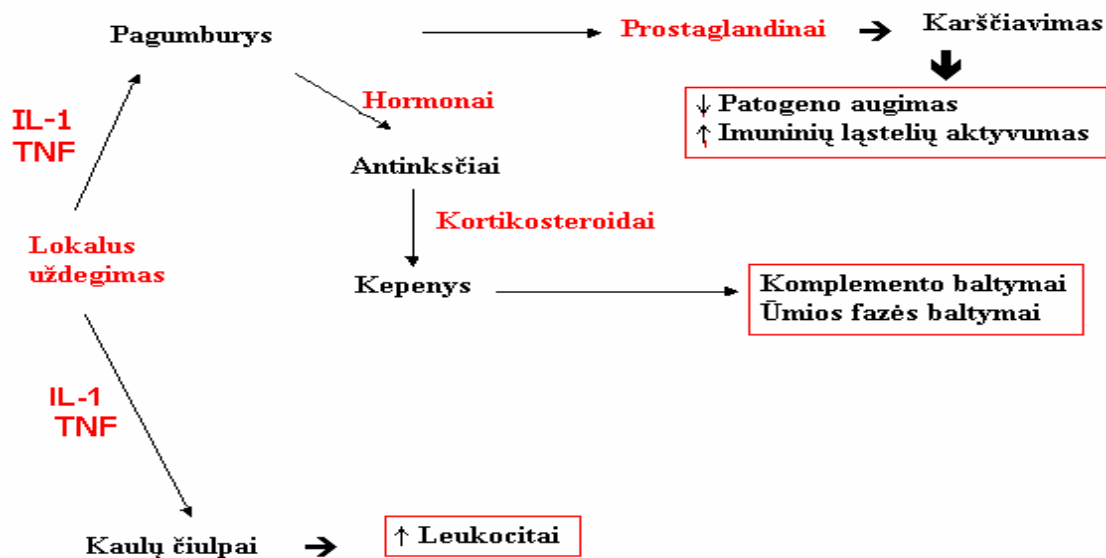 Pagumburys
Prostaglandinai
Karščiavimas
Hormonai
↓ Patogeno augimas
↑ Imuninių ląstelių aktyvumas
IL-1
TNF
Antinksčiai
Kortikosteroidai
Lokalus
uždegimas
Kepenys
Komplemento baltymai
Ūmios fazės baltymai
IL-1
TNF
Kaulų čiulpai
↑ Leukocitai